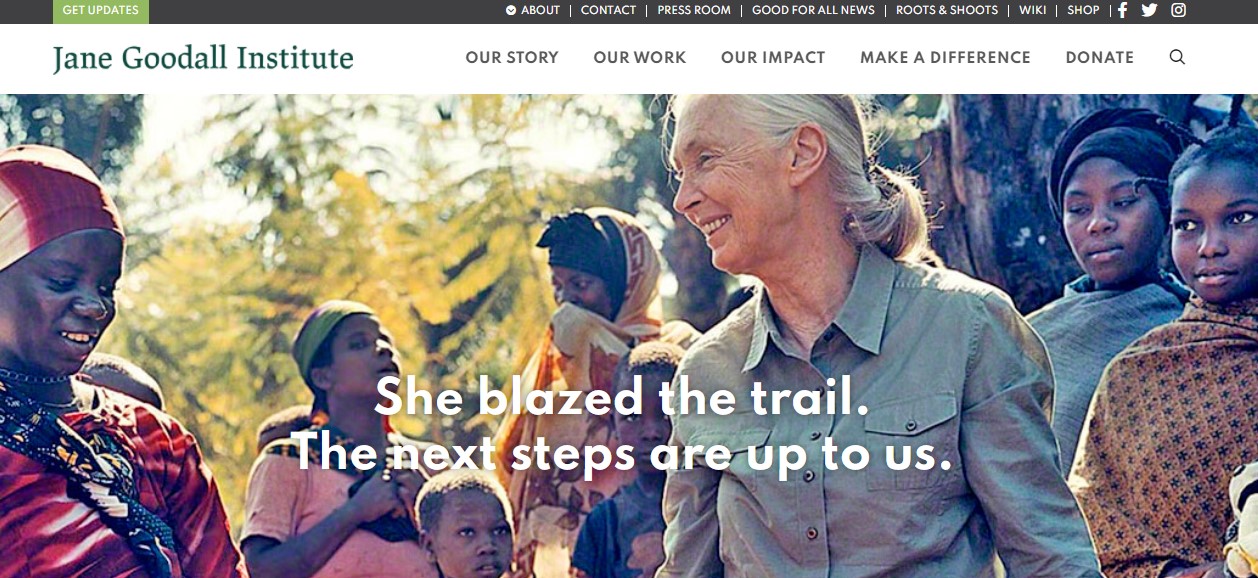 GET UPDATES
ABOUT | CONTACT | PRESS ROOM | GOOD FOR ALL NEWS | ROOTS & SHOOTS | WIKI | SHOP |
Jane Goodall Institute
OUR STORY OUR WORK OUR IMPACT MAKE A DIFFERENCE DONATE
She blazed the trail.
The next steps are up to us.